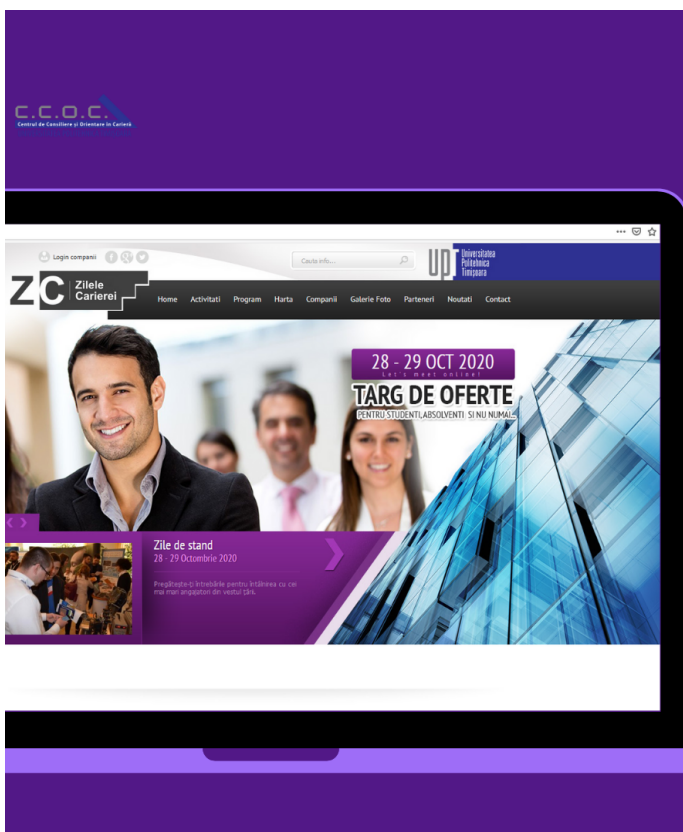 C.C.O.C.
Centrul de Consiliere și Orientare în Carieră
Login companii
Cauta info...
UPT
Universitatea
Politehnica
Timișoara
ZC
Zilele
Carierei
Home Activitati Program Harta Companii Galerie Foto Parteneri Noutati Contact
28 - 29 OCT 2020
Let's meet online!
TARG DE OFERTE
PENTRU STUDENTI, ABSOLVENTI SI NU NUMAI...
Zile de stand
28 - 29 Octombrie 2020
Pregătește-ți întrebările pentru întâlnirea cu cei
mai mari angajatori din vestul țării.